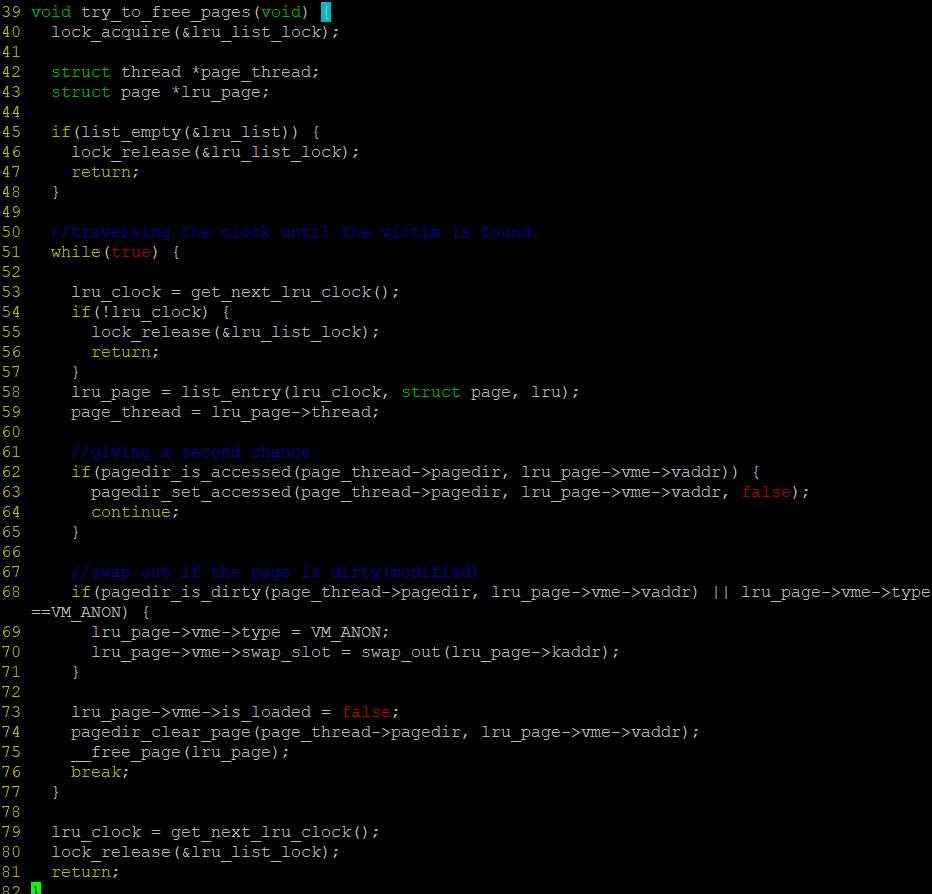 39 void try_to_free_pages(void) {
40   lock_acquire(&lru_list_lock);
41
42   struct thread *page_thread;
43   struct page *lru_page;
44
45   if(list_empty(&lru_list)) {
46     lock_release(&lru_list_lock);
47     return;
48   }
49
50   //traversing the clock until the victim is found.
51   while(true) {
52
53     lru_clock = get_next_lru_clock();
54     if(!lru_clock) {
55       lock_release(&lru_list_lock);
56       return;
57     }
58     lru_page = list_entry(lru_clock, struct page, lru);
59     page_thread = lru_page->thread;
60
61     //giving a second chance
62     if(pagedir_is_accessed(page_thread->pagedir, lru_page->vme->vaddr)) {
63       pagedir_set_accessed(page_thread->pagedir, lru_page->vme->vaddr, false);
64       continue;
65     }
66
67     //swap out if the page is dirty(modified)
68     if(pagedir_is_dirty(page_thread->pagedir, lru_page->vme->vaddr) || lru_page->vme->type
   ==VM_ANON) {
69       lru_page->vme->type = VM_ANON;
70       lru_page->vme->swap_slot = swap_out(lru_page->kaddr);
71     }
72
73     lru_page->vme->is_loaded = false;
74     pagedir_clear_page(page_thread->pagedir, lru_page->vme->vaddr);
75     __free_page(lru_page);
76     break;
77   }
78
79   lru_clock = get_next_lru_clock();
80   lock_release(&lru_list_lock);
81   return;
82 }